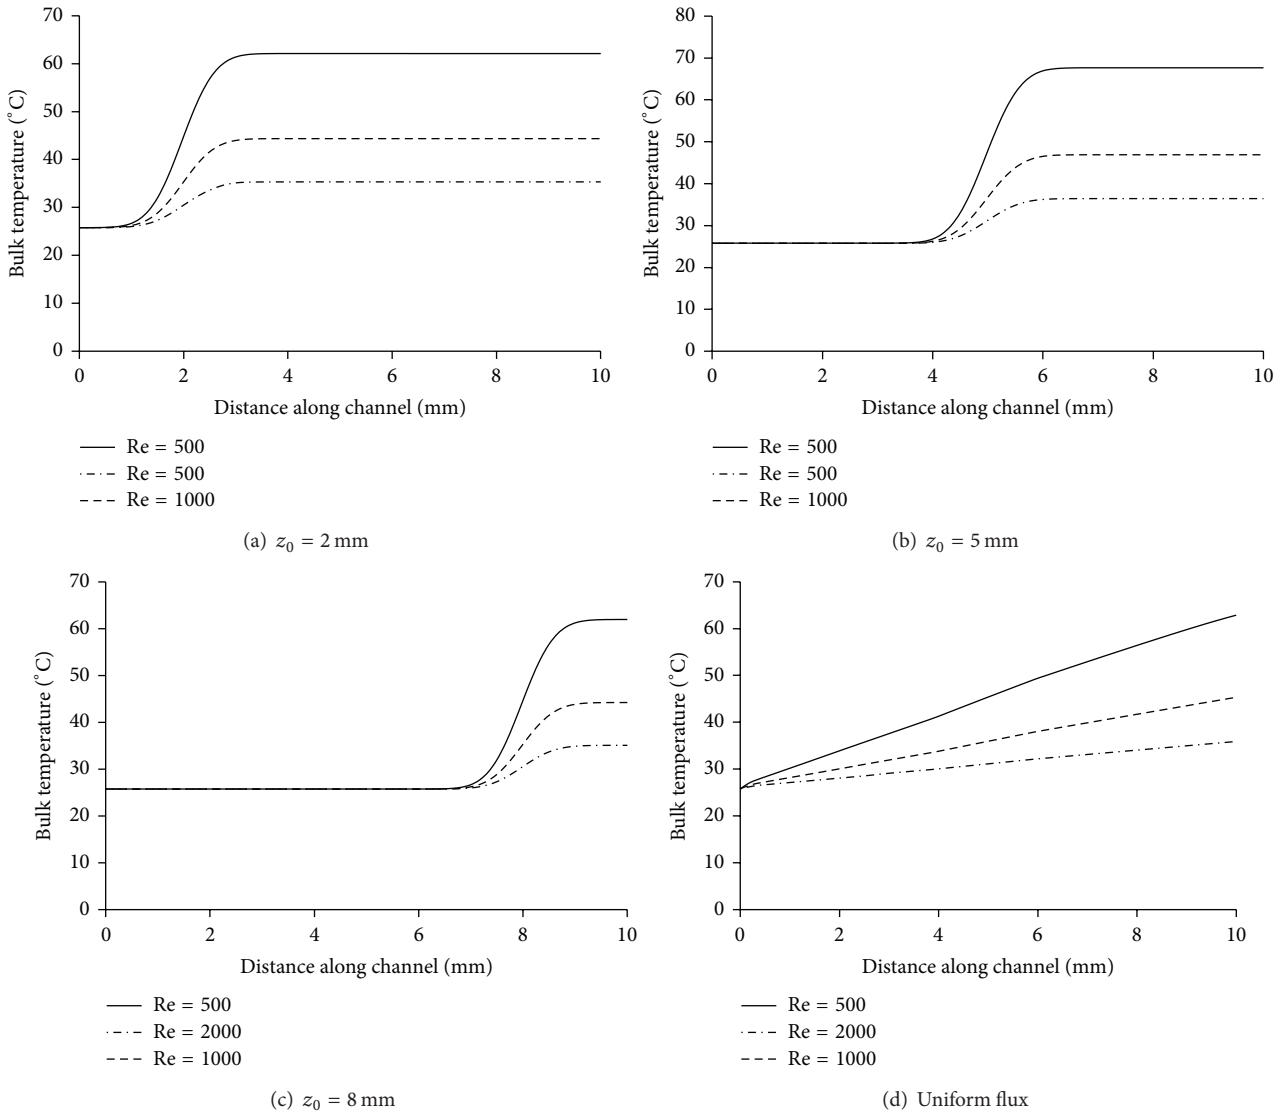 70
60
50
40
30
20
10
0
Bulk temperature (°C)
0 2 4 6 8 10
Distance along channel (mm)
Re = 500
Re = 500
Re = 1000
(a) z0 = 2 mm
80
70
60
50
40
30
20
10
0
Bulk temperature (°C)
0 2 4 6 8 10
Distance along channel (mm)
Re = 500
Re = 500
Re = 1000
(b) z0 = 5 mm
70
60
50
40
30
20
10
0
Bulk temperature (°C)
0 2 4 6 8 10
Distance along channel (mm)
Re = 500
Re = 2000
Re = 1000
(c) z0 = 8 mm
70
60
50
40
30
20
10
0
Bulk temperature (°C)
0 2 4 6 8 10
Distance along channel (mm)
Re = 500
Re = 2000
Re = 1000
(d) Uniform flux